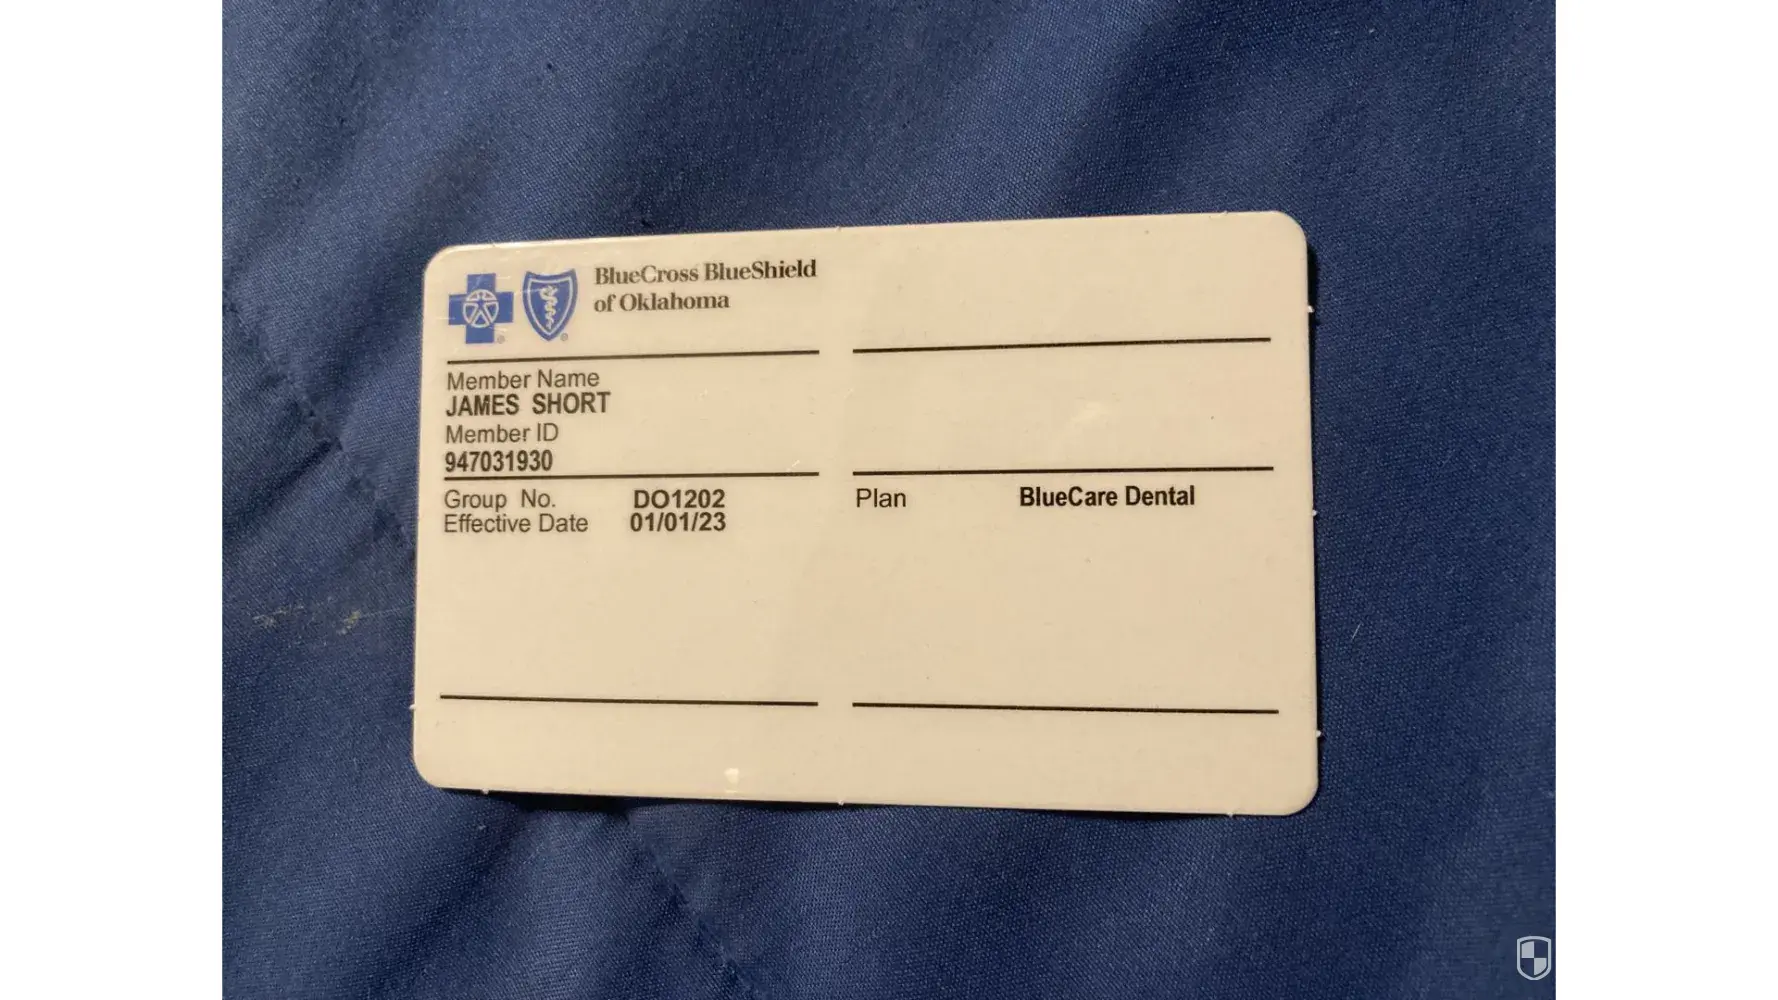 BlueCross BlueShield
of Oklahoma
Member Name
JAMES SHORT
Member ID
947031930
Group No. DO1202
Effective Date 01/01/23
Plan BlueCare Dental